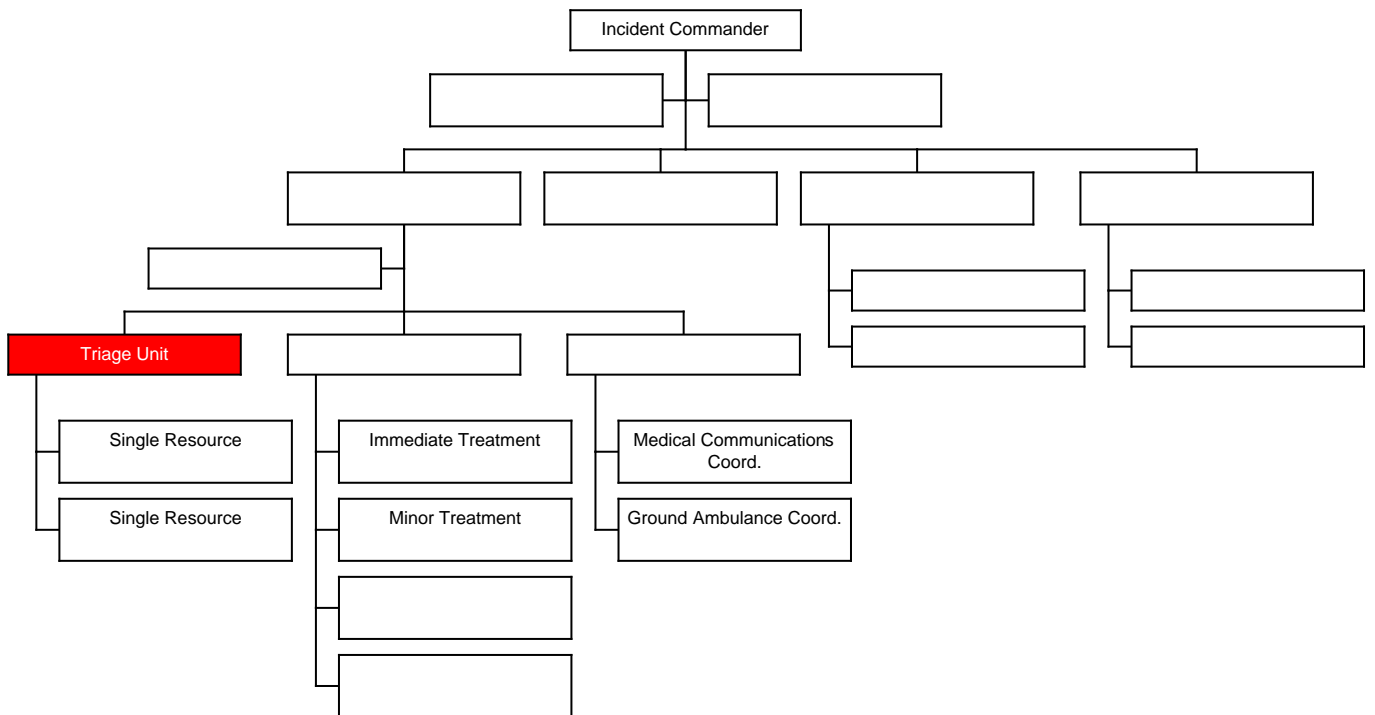 Incident Commander
Triage Unit
Single Resource
Immediate Treatment
Medical Communications
Coord.
Single Resource
Minor Treatment
Ground Ambulance Coord.